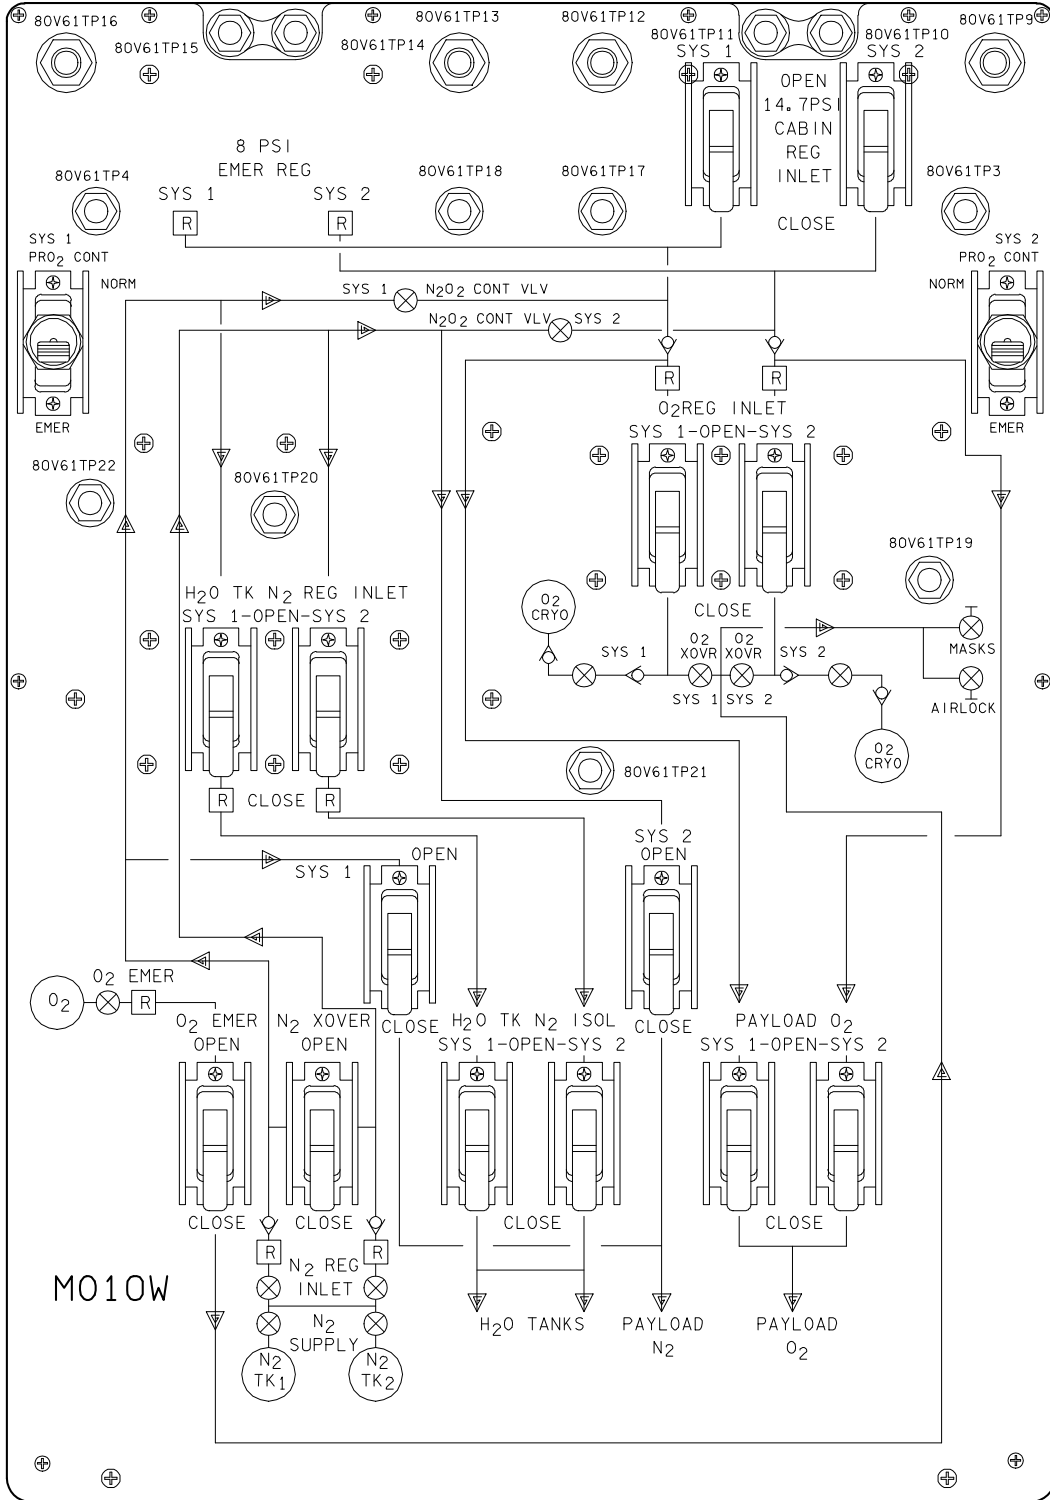 80V61TP16
80V61TP15
80V61TP14
80V61TP13
80V61TP12
80V61TP11
SYS 1
80V61TP10
SYS 2
80V61TP9
OPEN
14.7PSI
CABIN
REG
INLET
CLOSE
8 PSI
EMER REG
SYS 1
SYS 2
R
R
80V61TP4
80V61TP18
80V61TP17
80V61TP3
SYS 1
PRO2 CONT
NORM
EMER
SYS 2
PRO2 CONT
NORM
EMER
SYS 1
N2O2 CONT VLV
N2O2 CONT VLV
SYS 2
R
R
O2REG INLET
SYS 1-OPEN-SYS 2
CLOSE
80V61TP22
80V61TP20
80V61TP19
H2O TK N2 REG INLET
SYS 1-OPEN-SYS 2
O2
CRYO
SYS 1
O2
XOVR
O2
XOVR
SYS 1
SYS 2
SYS 2
MASKS
AIRLOCK
O2
CRYO
80V61TP21
R
CLOSE
R
SYS 1
OPEN
SYS 2
OPEN
O2
O2 EMER
R
O2 EMER
OPEN
N2 XOVER
OPEN
CLOSE
H2O TK N2 ISOL
SYS 1-OPEN-SYS 2
CLOSE
PAYLOAD O2
SYS 1-OPEN-SYS 2
CLOSE
CLOSE
CLOSE
CLOSE
R
R
N2 REG
INLET
N2
SUPPLY
N2
TK1
N2
TK2
H2O TANKS
PAYLOAD
N2
PAYLOAD
O2
MO10W